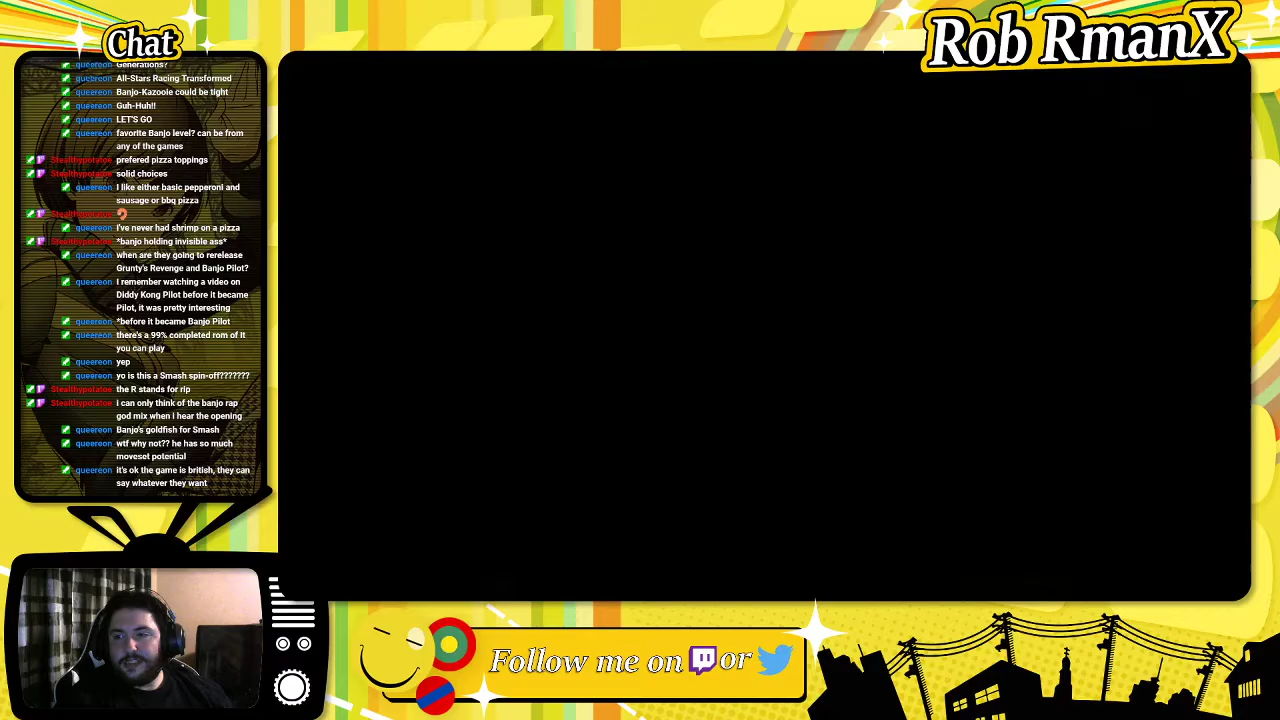 Chat
Rob RmanX
queereon Generations?
queereon All-Stars Racing Transformed
queereon Banjo-Kazooie could be tight
queereon Guh-Huh!!
queereon LET'S GO
queereon favorite Banjo level? can be from
any of the games
Stealthypotatoe prefered pizza toppings
Stealthypotatoe solid choices
queereon I like either basic pepperoni and
sausage or bbq pizza
Stealthypotatoe
queereon I've never had shrimp on a pizza
Stealthypotatoe *banjo holding invisible ass*
queereon when are they going to rerelease
Grunty's Revenge and Banjo Pilot?
queereon I remember watching a video on
Diddy Kong Pilot before it became
Pilot, it was pretty interesting
queereon *before it became Banjo Pilot
queereon there's a 99% completed rom of it
you can play
queereon yep
queereon yo is this a Smash spin-off???????
Stealthypotatoe the R stands for rip
Stealthypotatoe I can only think of the banjo rap
god mix when I hear the opening
queereon Banjo's goldfish for Smash
queereon wtf why not?? he has so much
moveset potential
queereon it's ok the game is british, they can
say whatever they want
Follow me on or